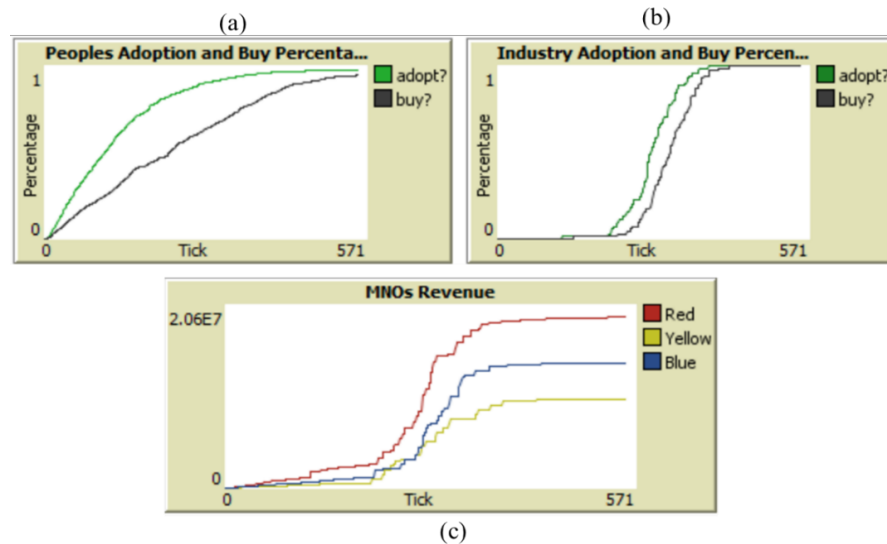 (a)
Peoples Adoption and Buy Percenta...
1
Percentage
0
0 Tick 571
adopt?
buy?
(b)
Industry Adoption and Buy Percen...
1
Percentage
0
0 Tick 571
adopt?
buy?
MNOs Revenue
2.06E7
0
0 Tick 571
Red
Yellow
Blue
(c)